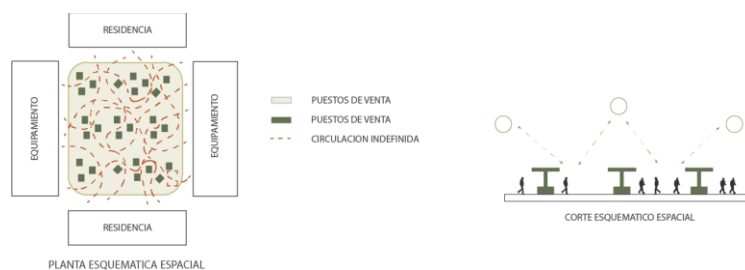 RESIDENCIA
EQUIPAMIENTO
EQUIPAMIENTO
RESIDENCIA
PLANTA ESQUEMATICA ESPACIAL
PUESTOS DE VENTA
PUESTOS DE VENTA
CIRCULACION INDEFINIDA
CORTE ESQUEMATICO ESPACIAL